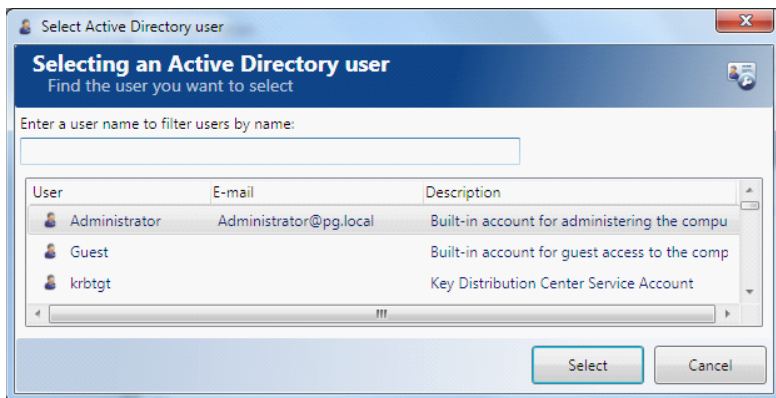 Select Active Directory user
Selecting an Active Directory user
Find the user you want to select
Enter a user name to filter users by name:
User E-mail Description
Administrator Administrator@pg.local Built-in account for administering the compu
Guest Built-in account for guest access to the comp
krbtgt Key Distribution Center Service Account
Select Cancel